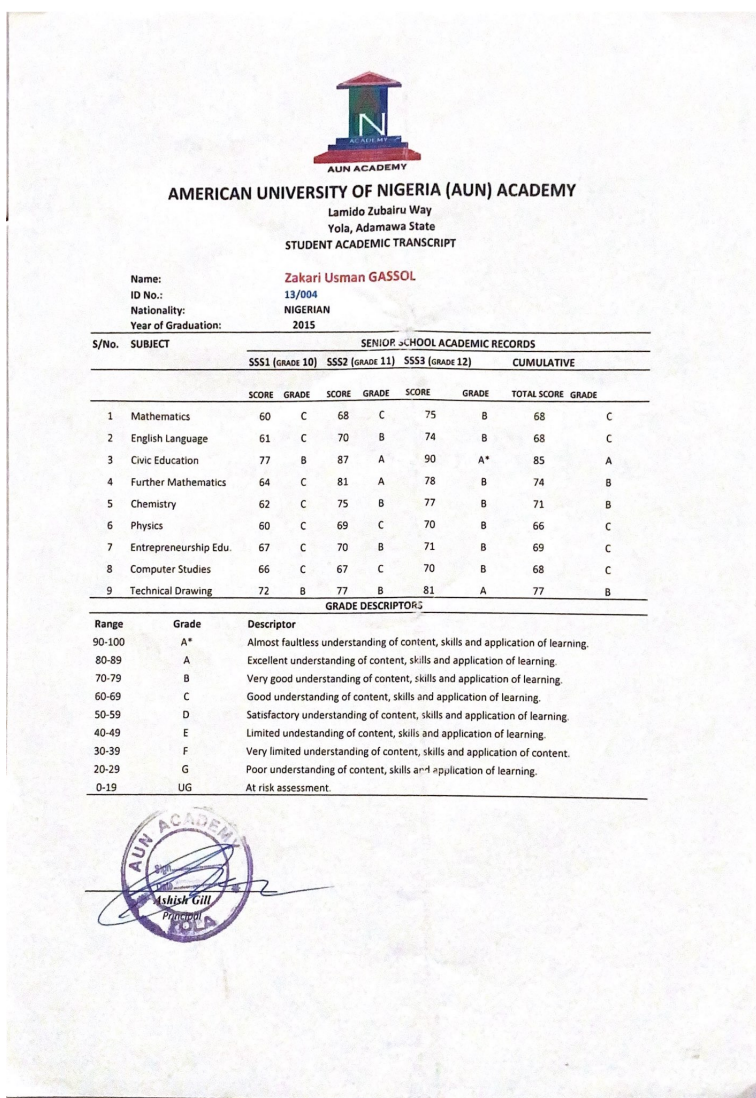 N
ACADEMY
AUN ACADEMY
AMERICAN UNIVERSITY OF NIGERIA (AUN) ACADEMY
Lamido Zubairu Way
Yola, Adamawa State
STUDENT ACADEMIC TRANSCRIPT
Name: Zakari Usman GASSOL
ID No.: 13/004
Nationality: NIGERIAN
Year of Graduation: 2015
S/No. SUBJECT SENIOR SCHOOL ACADEMIC RECORDS
SSS1 (GRADE 10) SSS2 (GRADE 11) SSS3 (GRADE 12) CUMULATIVE
SCORE GRADE SCORE GRADE SCORE GRADE TOTAL SCORE GRADE
1 Mathematics 60 C 68 C 75 B 68 C
2 English Language 61 C 70 B 74 B 68 C
3 Civic Education 77 B 87 A 90 A* 85 A
4 Further Mathematics 64 C 81 A 78 B 74 B
5 Chemistry 62 C 75 B 77 B 71 B
6 Physics 60 C 69 C 70 B 66 C
7 Entrepreneurship Edu. 67 C 70 B 71 B 69 C
8 Computer Studies 66 C 67 C 70 B 68 C
9 Technical Drawing 72 B 77 B 81 A 77 B
GRADE DESCRIPTORS
Range Grade Descriptor
90-100 A* Almost faultless understanding of content, skills and application of learning.
80-89 A Excellent understanding of content, skills and application of learning.
70-79 B Very good understanding of content, skills and application of learning.
60-69 C Good understanding of content, skills and application of learning.
50-59 D Satisfactory understanding of content, skills and application of learning.
40-49 E Limited undestanding of content, skills and application of learning.
30-39 F Very limited understanding of content, skills and application of content.
20-29 G Poor understanding of content, skills and application of learning.
0-19 UG At risk assessment.
AUN ACADEMY
Sign
Date
Ashish Gill
Principal
YOLA